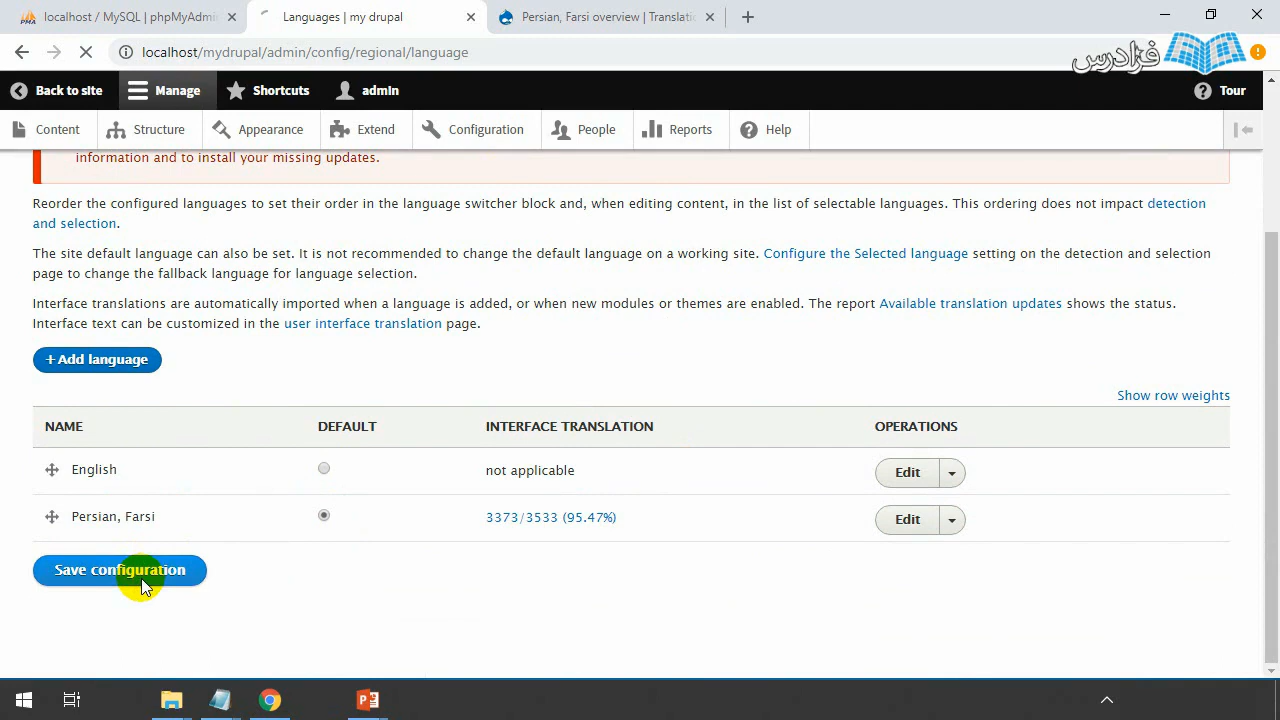 localhost / MySQL | phpMyAdmin
Languages | my drupal
Persian, Farsi overview | Translatio
localhost/mydrupal/admin/config/regional/language
فرادرس
Back to site
Manage
Shortcuts
admIn
Tour
Content
Structure
Appearance
Extend
Configuration
People
Reports
Help
information and to install your missing updates.
Reorder the configured languages to set their order in the language switcher block and, when editing content, in the list of selectable languages. This ordering does not impact detection
and selection.
The site default language can also be set. It is not recommended to change the default language on a working site. Configure the Selected language setting on the detection and selection
page to change the fallback language for language selection.
Interface translations are automatically imported when a language is added, or when new modules or themes are enabled. The report Available translation updates shows the status.
Interface text can be customized in the user interface translation page.
+ Add language
Show row weights
NAME DEFAULT INTERFACE TRANSLATION OPERATIONS
English not applicable Edit
Persian, Farsi 3373/3533 (95.47%) Edit
Save configuration